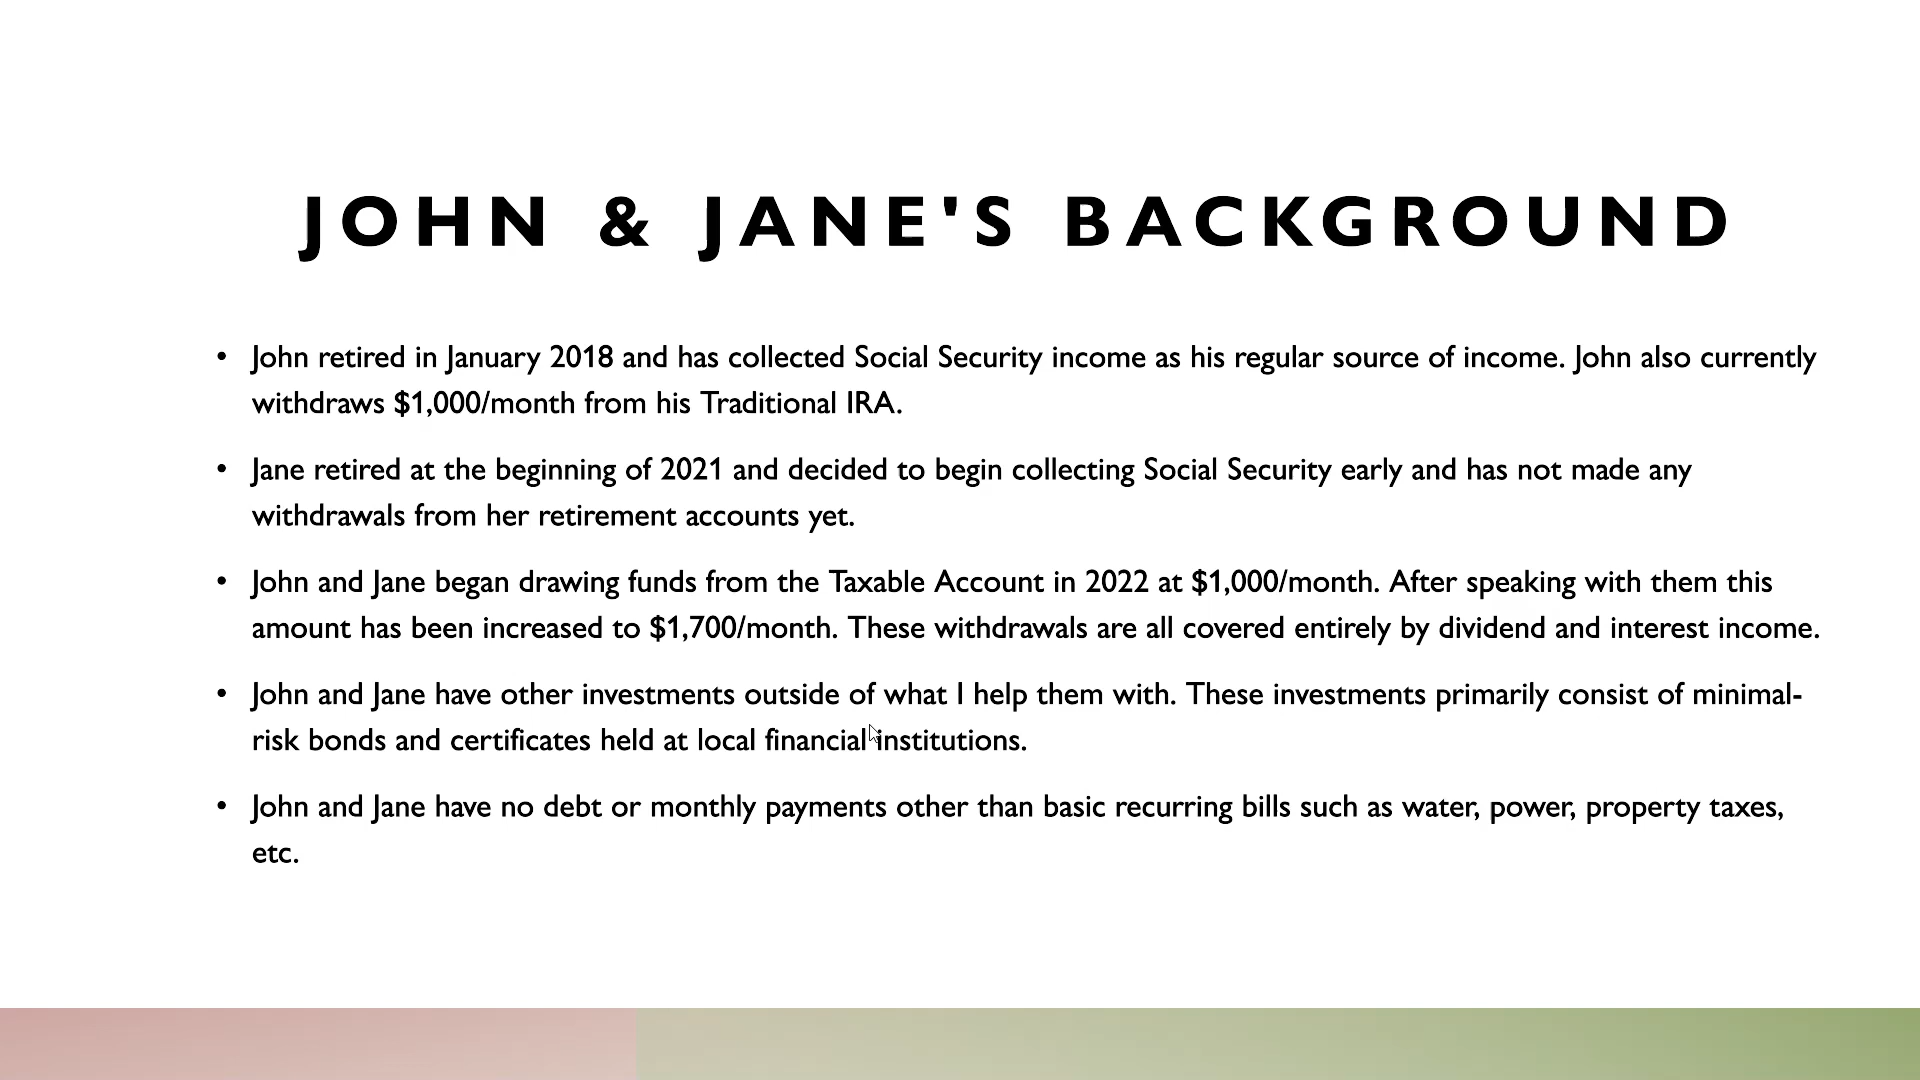 JOHN & JANE'S BACKGROUND
• John retired in January 2018 and has collected Social Security income as his regular source of income. John also currently
withdraws $1,000/month from his Traditional IRA.
• Jane retired at the beginning of 2021 and decided to begin collecting Social Security early and has not made any
withdrawals from her retirement accounts yet.
• John and Jane began drawing funds from the Taxable Account in 2022 at $1,000/month. After speaking with them this
amount has been increased to $1,700/month. These withdrawals are all covered entirely by dividend and interest income.
• John and Jane have other investments outside of what I help them with. These investments primarily consist of minimal-
risk bonds and certificates held at local financial institutions.
• John and Jane have no debt or monthly payments other than basic recurring bills such as water, power, property taxes,
etc.